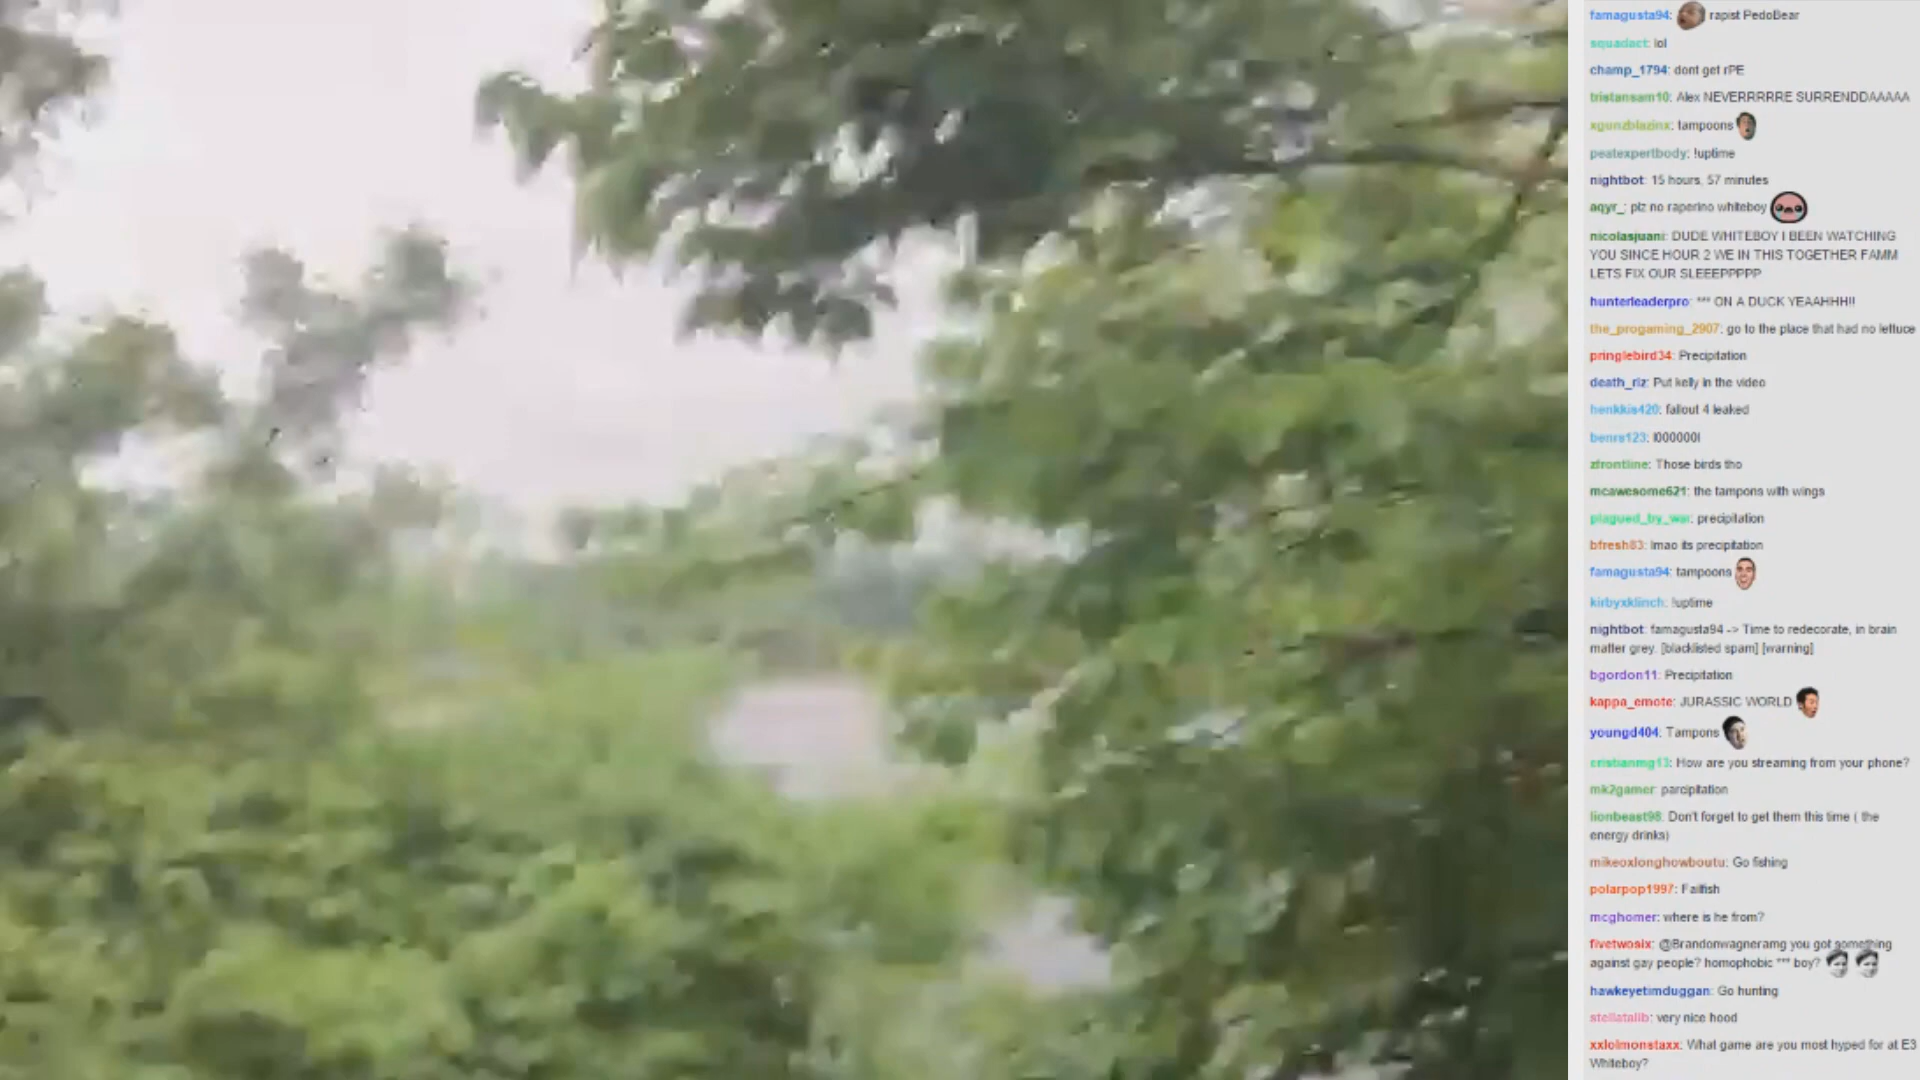 famagusta94: rapist PedoBear
squadact: lol
champ_1794: dont get rPE
tristansam10: Alex NEVERRRRRE SURRENDDAAAAA
xgunzblazinx: tampoons
peatexpertbody: !uptime
nightbot: 15 hours, 57 minutes
aqyr_: plz no raperino whiteboy
nicolasjuani: DUDE WHITEBOY I BEEN WATCHING
YOU SINCE HOUR 2 WE IN THIS TOGETHER FAMM
LETS FIX OUR SLEEEPPPPP
hunterleaderpro: *** ON A DUCK YEAAHHH!!
the_progaming_2907: go to the place that had no lettuce
pringlebird34: Precipitation
death_riz: Put kelly in the video
henkkis420: fallout 4 leaked
benrs123: l000000l
zfrontline: Those birds tho
mcawesome621: the tampons with wings
plagued_by_war: precipitation
bfresh83: lmao its precipitation
famagusta94: tampoons
kirbyxklinch: !uptime
nightbot: famagusta94 -> Time to redecorate, in brain
matter grey. [blacklisted spam] [warning]
bgordon11: Precipitation
kappa_emote: JURASSIC WORLD
youngd404: Tampons
cristianmg13: How are you streaming from your phone?
mk2gamer: parcipitation
lionbeast98: Don't forget to get them this time ( the
energy drinks)
mikeoxlonghowboutu: Go fishing
polarpop1997: Failfish
mcghomer: where is he from?
fivetwosix: @Brandonwagneramg you got something
against gay people? homophobic *** boy?
hawkeyetimduggan: Go hunting
stellatalib: very nice hood
xxlolmonstaxx: What game are you most hyped for at E3
Whiteboy?